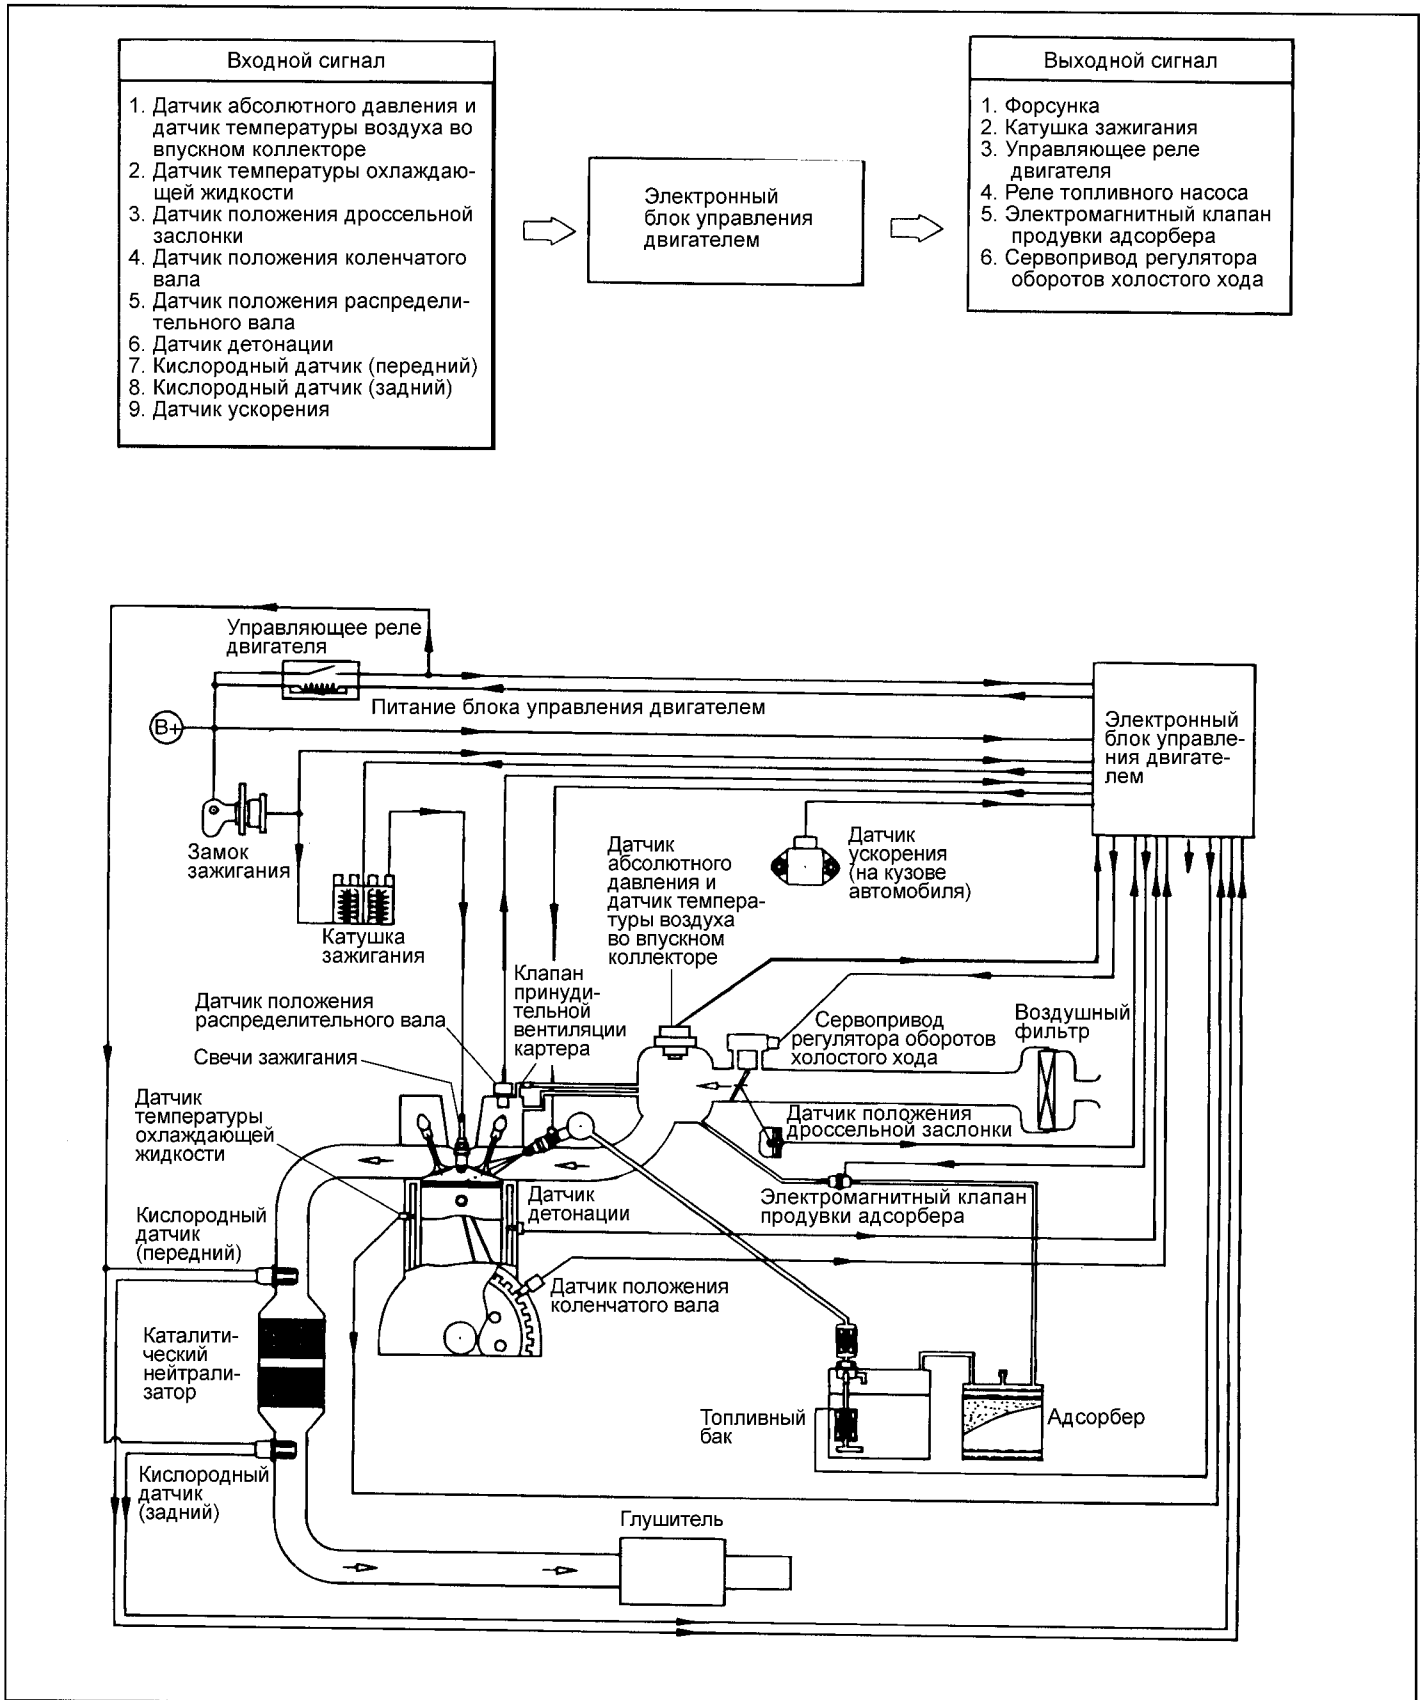 Входной сигнал
1. Датчик абсолютного давления и
датчик температуры воздуха во
впускном коллекторе
2. Датчик температуры охлаждаю-
щей жидкости
3. Датчик положения дроссельной
заслонки
4. Датчик положения коленчатого
вала
5. Датчик положения распредели-
тельного вала
6. Датчик детонации
7. Кислородный датчик (передний)
8. Кислородный датчик (задний)
9. Датчик ускорения
Электронный
блок управления
двигателем
Выходной сигнал
1. Форсунка
2. Катушка зажигания
3. Управляющее реле
двигателя
4. Реле топливного насоса
5. Электромагнитный клапан
продувки адсорбера
6. Сервопривод регулятора
оборотов холостого хода
Управляющее реле
двигателя
Питание блока управления двигателем
B+
Электронный
блок управле-
ния двигате-
лем
Замок
зажигания
Катушка
зажигания
Датчик
абсолютного
давления и
датчик темпера-
туры воздуха
во впускном
коллекторе
Датчик
ускорения
(на кузове
автомобиля)
Клапан
принуди-
тельной
вентиляции
картера
Датчик положения
распределительного вала
Свечи зажигания
Сервопривод
регулятора оборотов
холостого хода
Воздушный
фильтр
Датчик
температуры
охлаждающей
жидкости
Датчик положения
дроссельной заслонки
Датчик
детонации
Электромагнитный клапан
продувки адсорбера
Кислородный
датчик
(передний)
Датчик положения
коленчатого вала
Каталити-
ческий
нейтрали-
затор
Топливный
бак
Адсорбер
Кислородный
датчик
(задний)
Глушитель